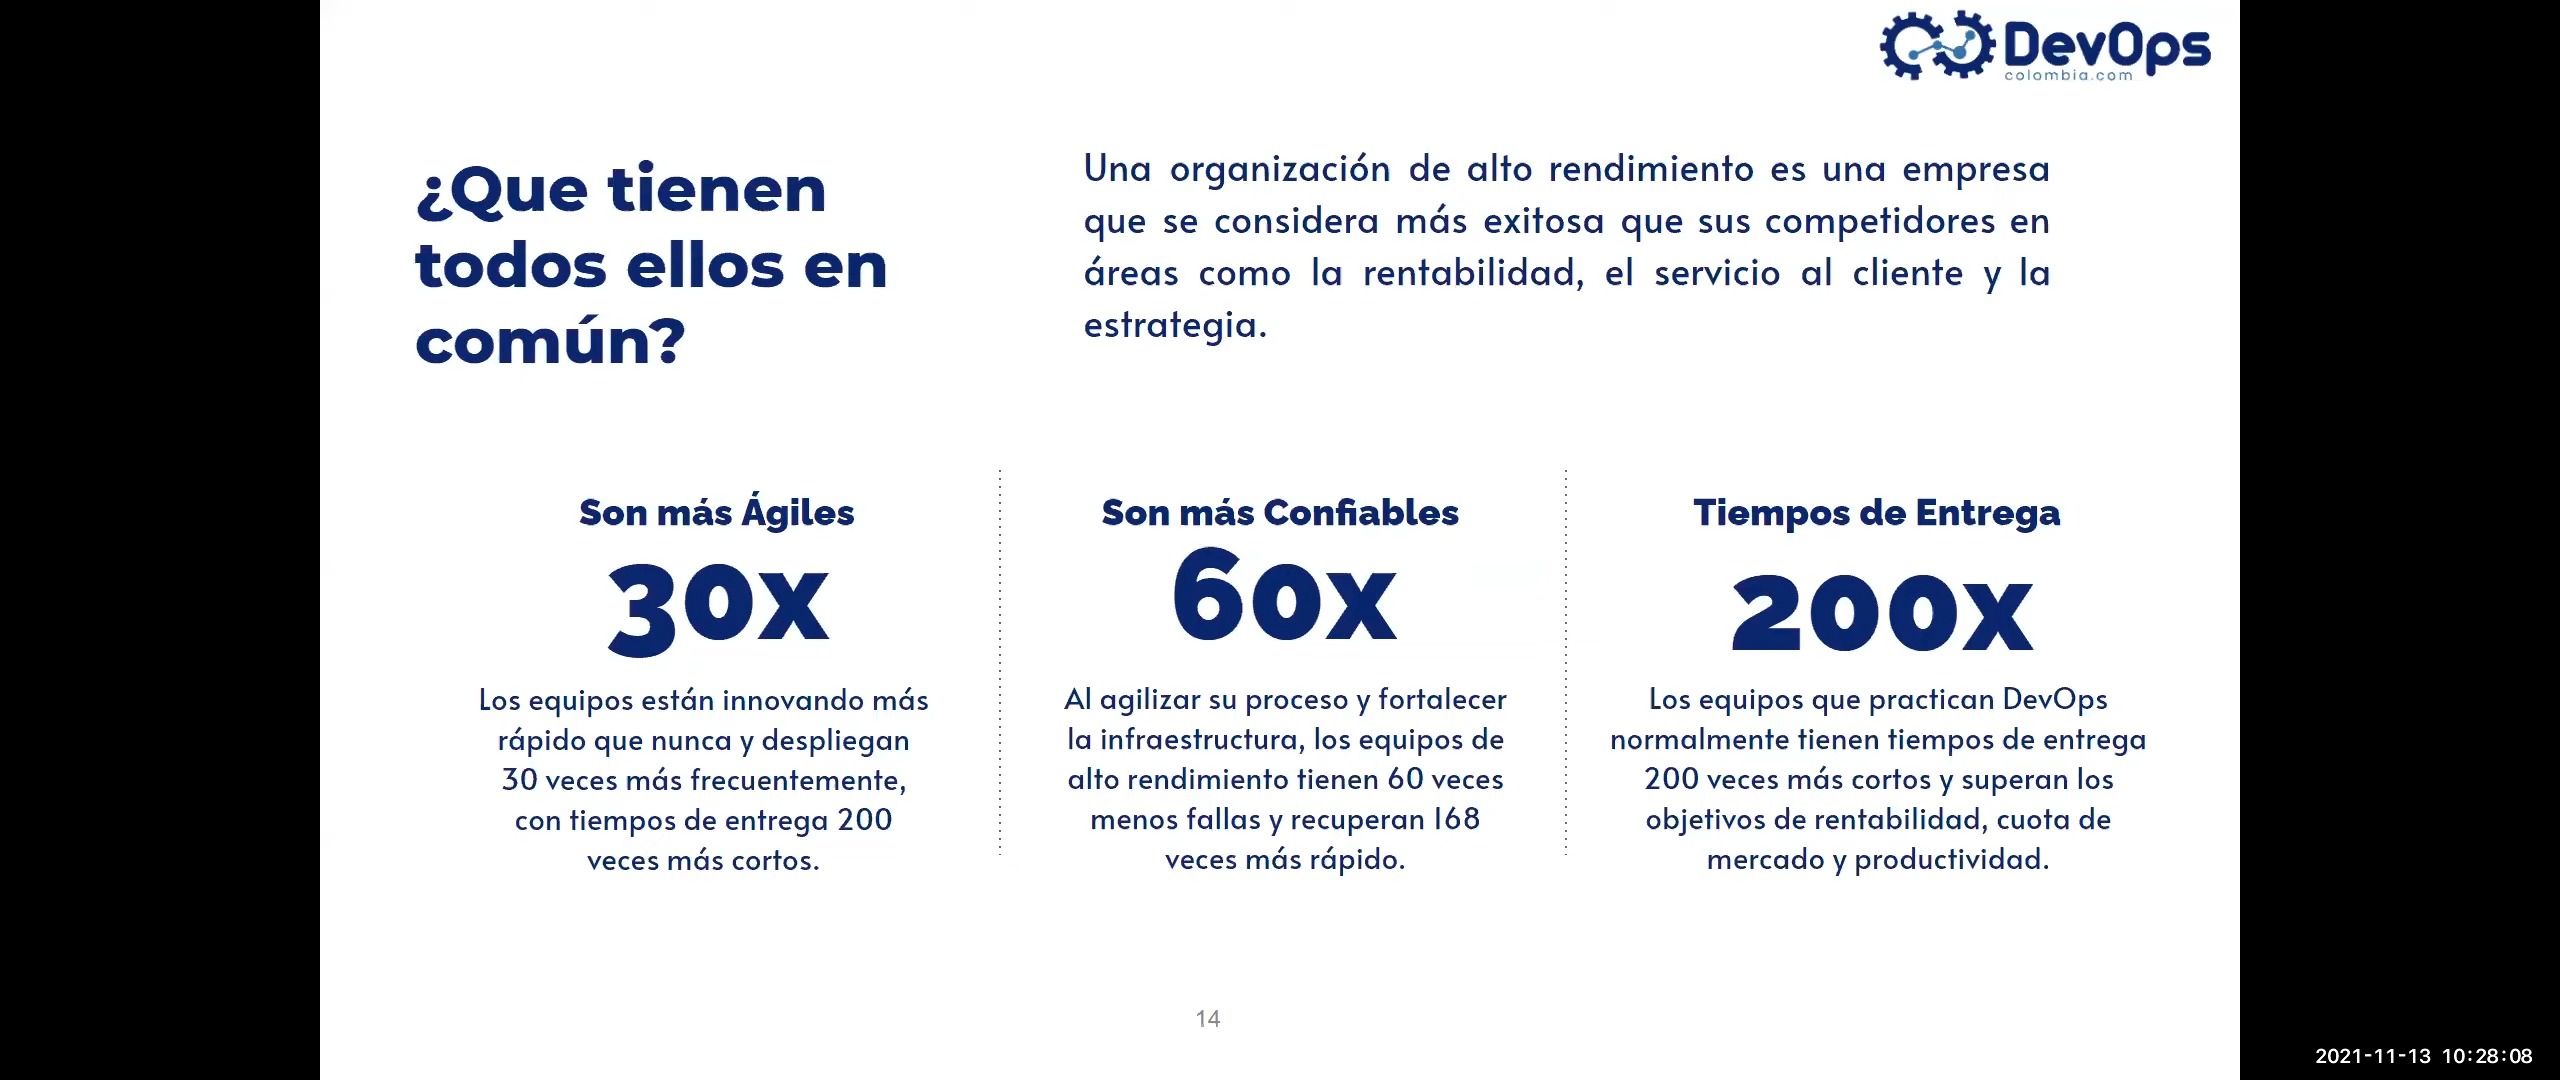 DevOps
colombia.com
¿Que tienen
todos ellos en
común?
Una organización de alto rendimiento es una empresa
que se considera más exitosa que sus competidores en
áreas como la rentabilidad, el servicio al cliente y la
estrategia.
Son más Ágiles
30x
Los equipos están innovando más
rápido que nunca y despliegan
30 veces más frecuentemente,
con tiempos de entrega 200
veces más cortos.
Son más Confiables
60x
Al agilizar su proceso y fortalecer
la infraestructura, los equipos de
alto rendimiento tienen 60 veces
menos fallas y recuperan 168
veces más rápido.
Tiempos de Entrega
200x
Los equipos que practican DevOps
normalmente tienen tiempos de entrega
200 veces más cortos y superan los
objetivos de rentabilidad, cuota de
mercado y productividad.
14
2021-11-13 10:28:08